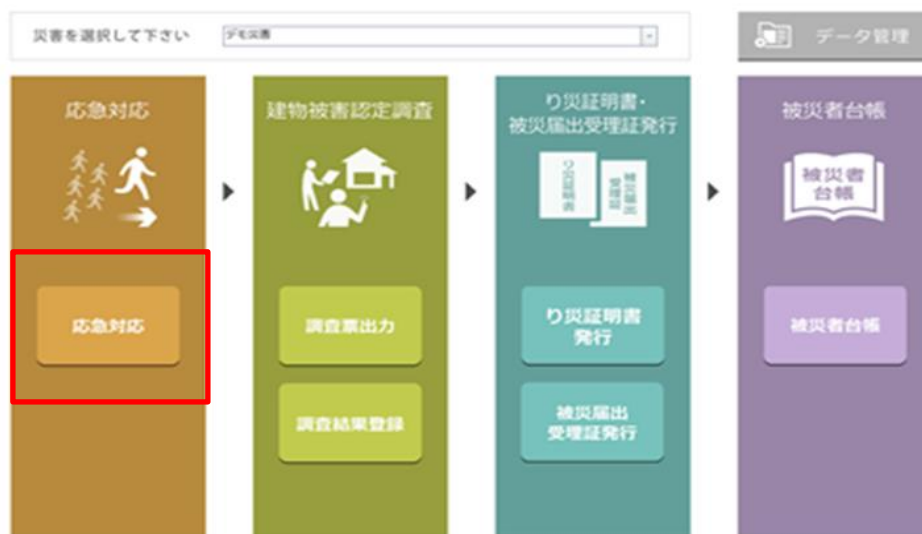 災害を選択して下さい
デモ災害
データ管理
応急対応
建物被害認定調査
り災証明書・
被災届出受理証発行
被災者台帳
り災証明書
被災届出
受理証
被災者
台帳
応急対応
調査票出力
り災証明書
発行
被災者台帳
調査結果登録
被災届出
受理証発行